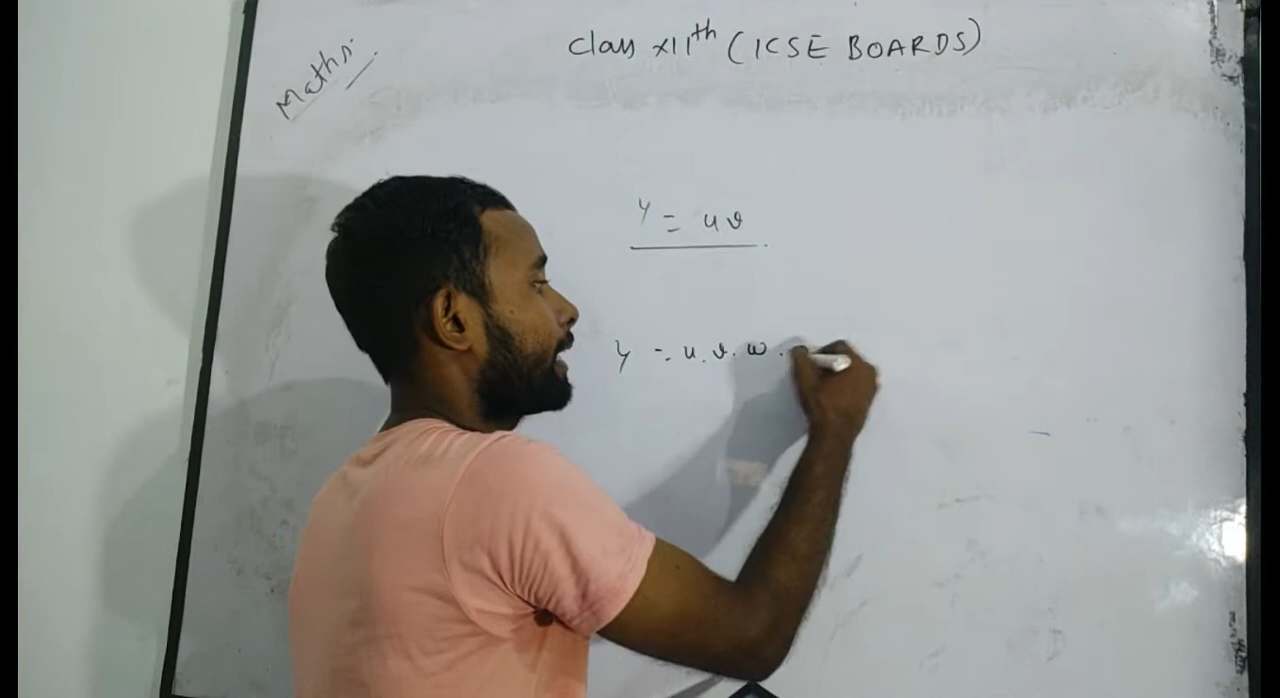 Maths.
Class XIIth (ICSE BOARDS)
y = uv
y = u.v.w.